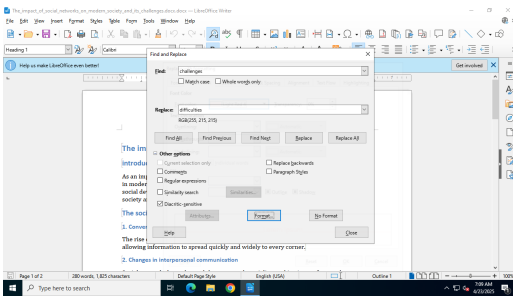 The_impact_of_social_networks_on_modern_society_and_its_challenges.docx.docx — LibreOffice Writer
File Edit View Insert Format Styles Table Form Tools Window Help
Heading 1
Calibri
Help us make LibreOffice even better!
Get involved
Find and Replace
Find: challenges
Match case
Whole words only
Replace: difficulties
RGB(255, 215, 215)
Find All
Find Previous
Find Next
Replace
Replace All
Other options
Current selection only
Replace backwards
Comments
Paragraph Styles
Regular expressions
Similarity search
Similarities...
Diacritic-sensitive
Attributes...
Format...
No Format
Help
Close
The im
Introdu
As an imp
in modern
social de
society a
The soci
1. Conver
The rise
allowing information to spread quickly and widely to every corner.
2. Changes in interpersonal communication
Page 1 of 2
280 words, 1,825 characters
Default Page Style
English (USA)
Outline 1
100%
Type here to search
7:09 AM
4/23/2025